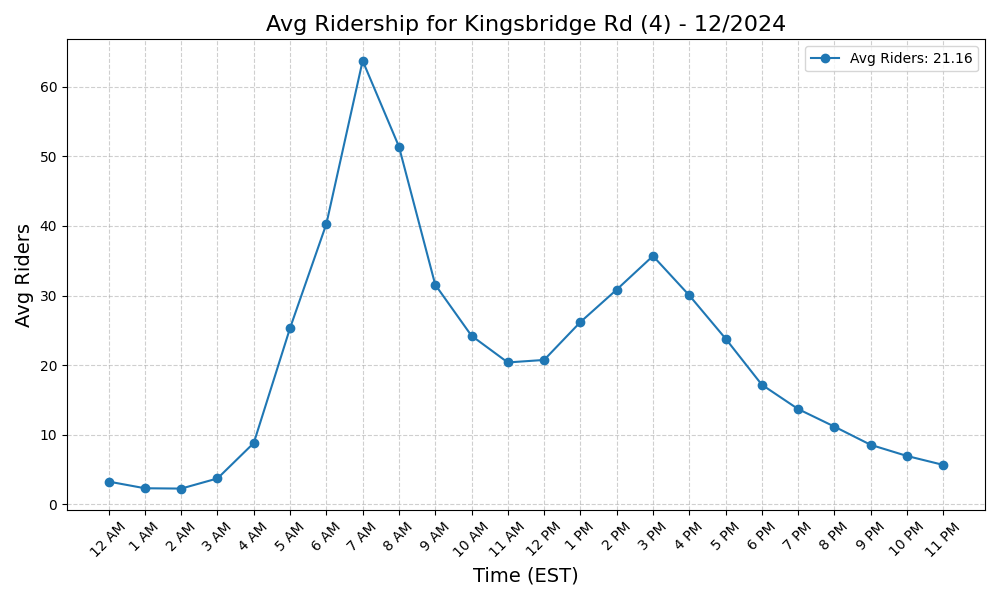 Avg Ridership for Kingsbridge Rd (4) - 12/2024
Avg Riders: 21.16
Avg Riders
60
50
40
30
20
10
0
12 AM
1 AM
2 AM
3 AM
4 AM
5 AM
6 AM
7 AM
8 AM
9 AM
10 AM
11 AM
12 PM
1 PM
2 PM
3 PM
4 PM
5 PM
6 PM
7 PM
8 PM
9 PM
10 PM
11 PM
Time (EST)